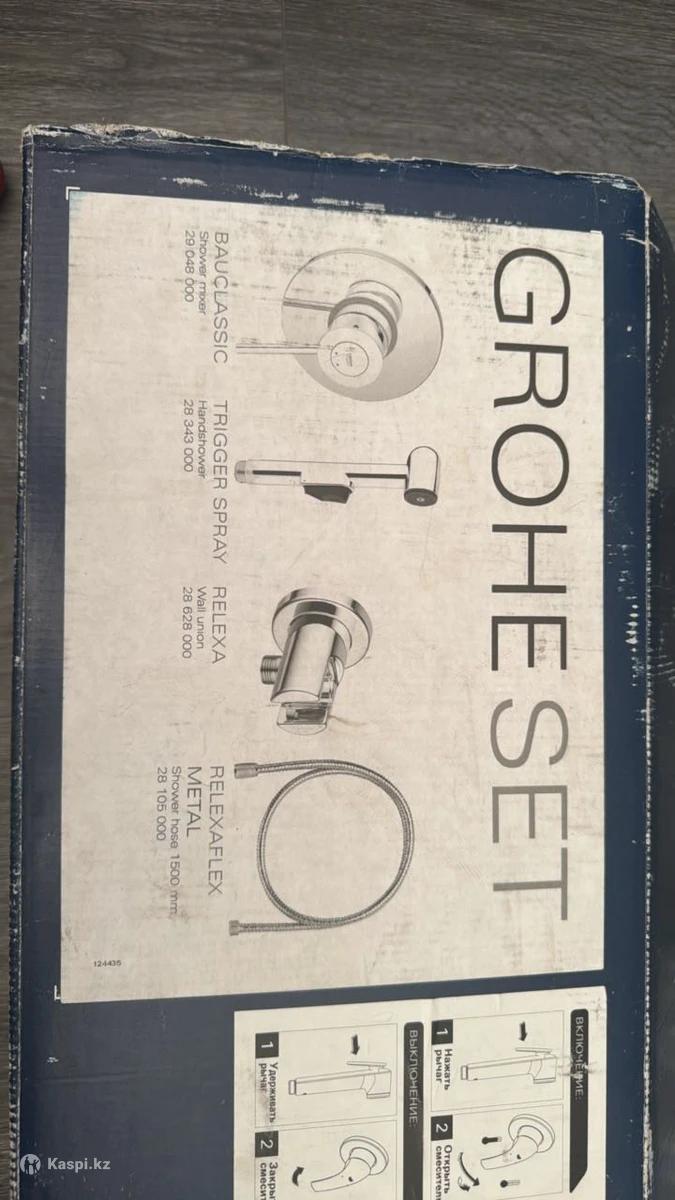 GROHESET
BAUCLASSIC
Shower mixer
29 048 000
TRIGGER SPRAY
Handshower
28 343 000
RELEXA
Wall union
28 628 000
RELEXAFLEX
METAL
Shower hose 1500 mm
28 105 000
124435
ВКЛЮЧЕНИЕ:
1 Нажать
рычаг
2 Открыть
ВЫКЛЮЧЕНИЕ:
1 Удерживать
рычаг
2
Kaspi.kz